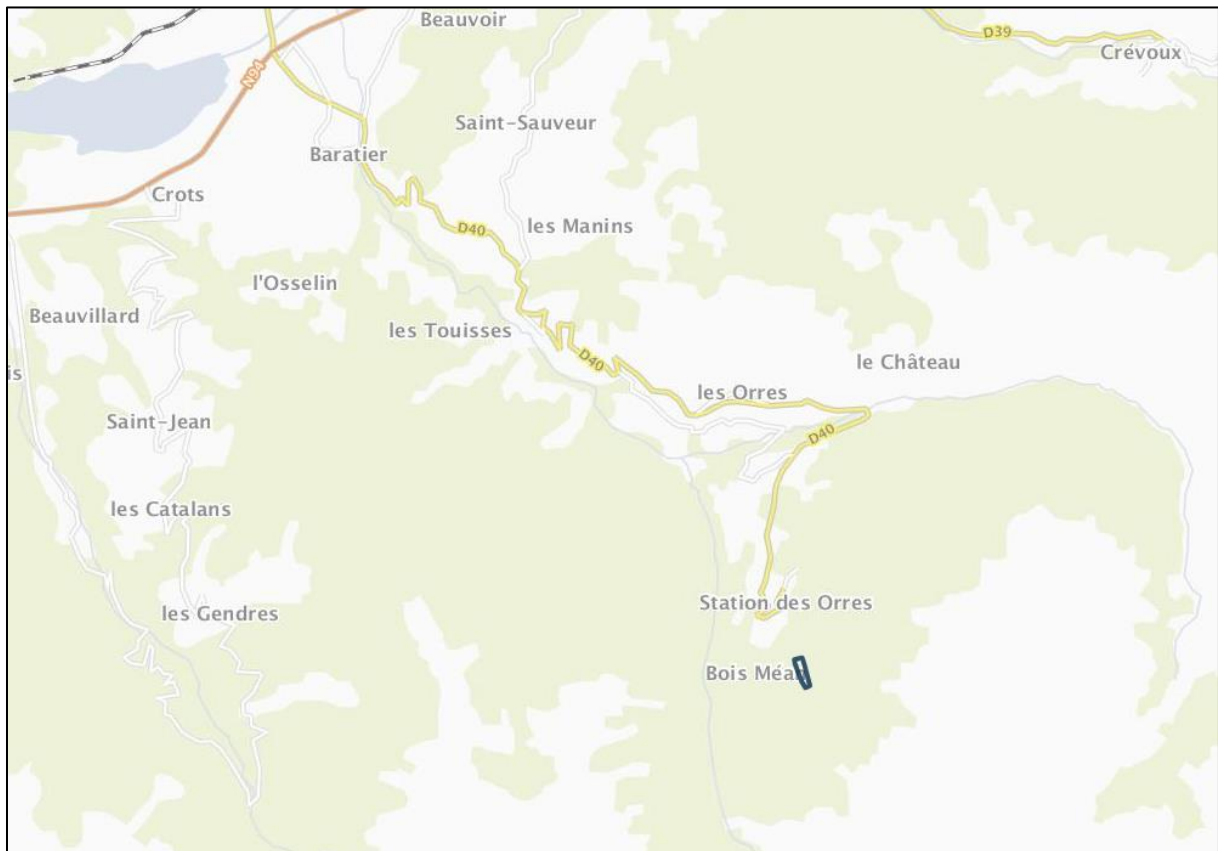 Beauvoir
D39
Crévoux
N94
Saint-Sauveur
Baratier
Crots
les Manins
D40
l'Osselin
Beauvillard
les Touisses
D40
le Château
is
les Orres
Saint-Jean
D40
les Catalans
Station des Orres
les Gendres
Bois Méa